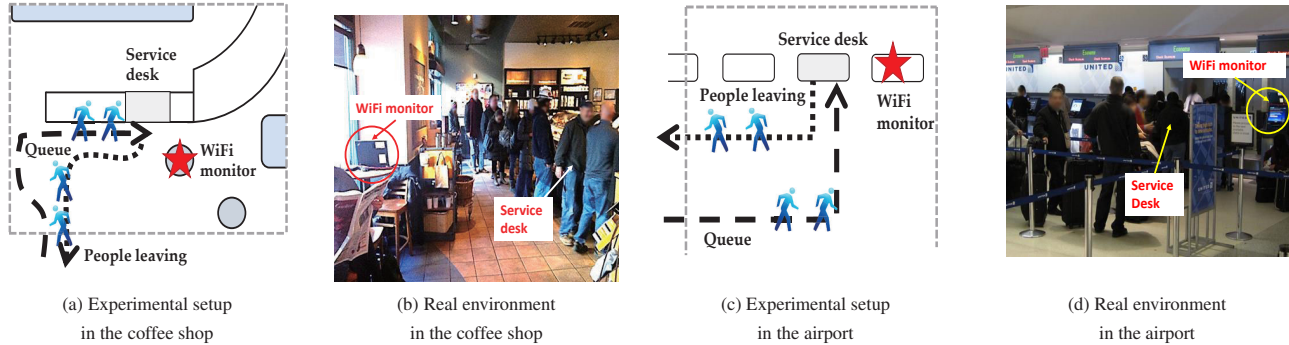 Service
desk
Queue
WiFi
monitor
People leaving
(a) Experimental setup
in the coffee shop
WiFi monitor
Service
desk
(b) Real environment
in the coffee shop
Service desk
People leaving
WiFi
monitor
Queue
(c) Experimental setup
in the airport
UNITED
UNITED
WiFi monitor
Service
Desk
(d) Real environment
in the airport